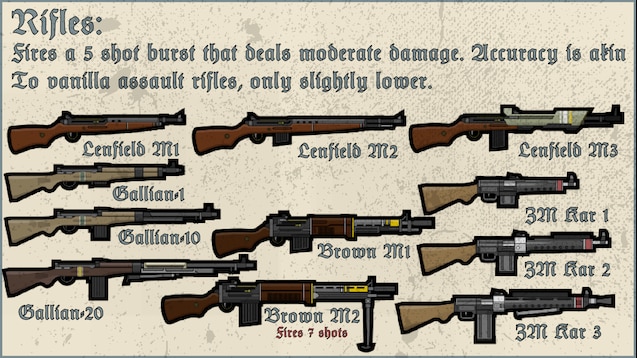 Rifles:
Fires a 5 shot burst that deals moderate damage. Accuracy is akin
To vanilla assault rifles, only slightly lower.
Lenfield M1
Lenfield M2
Lenfield M3
Gallian-1
ZM Kar 1
Gallian-10
Brown M1
ZM Kar 2
Gallian-20
Brown M2
Fires 7 shots
ZM Kar 3